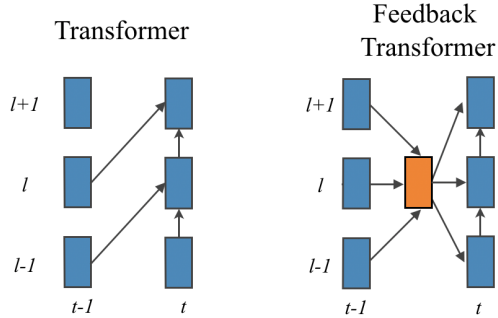 Transformer
l+1
l
l-1
t-1
t
Feedback
Transformer
l+1
l
l-1
t-1
t